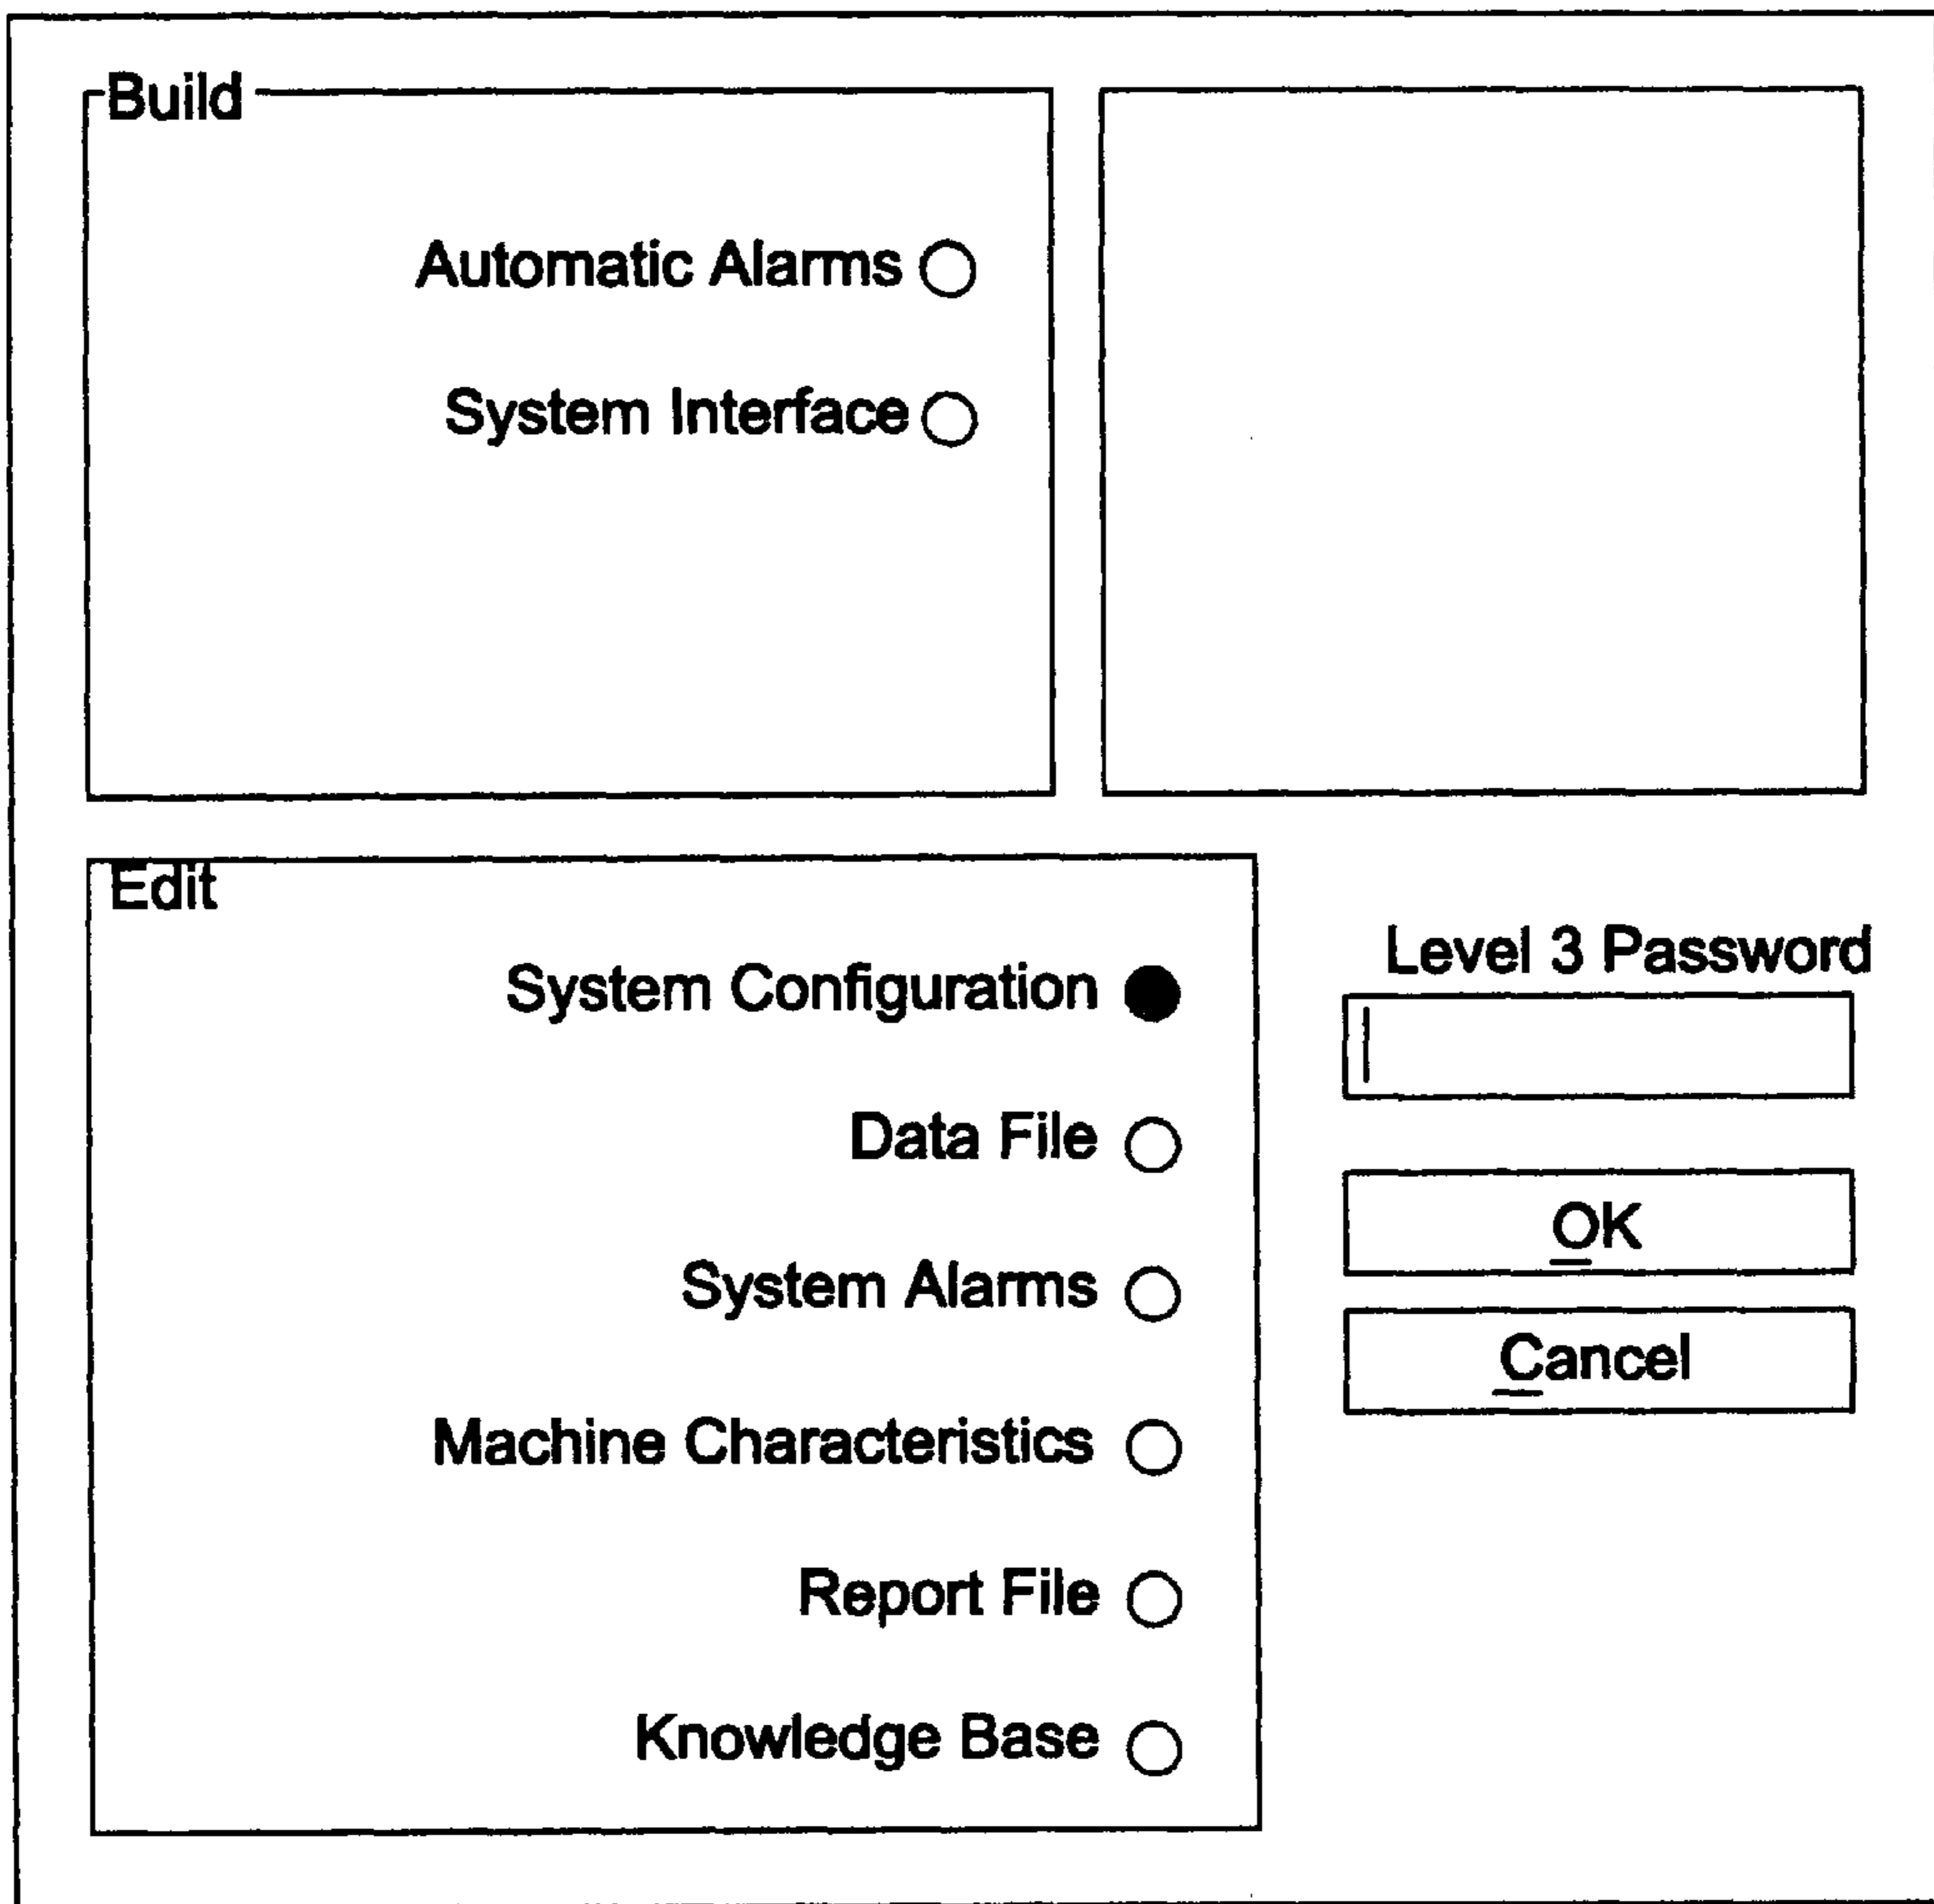 Build
Automatic Alarms
System Interface
Edit
System Configuration
Data File
System Alarms
Machine Characteristics
Report File
Knowledge Base
Level 3 Password
OK
Cancel